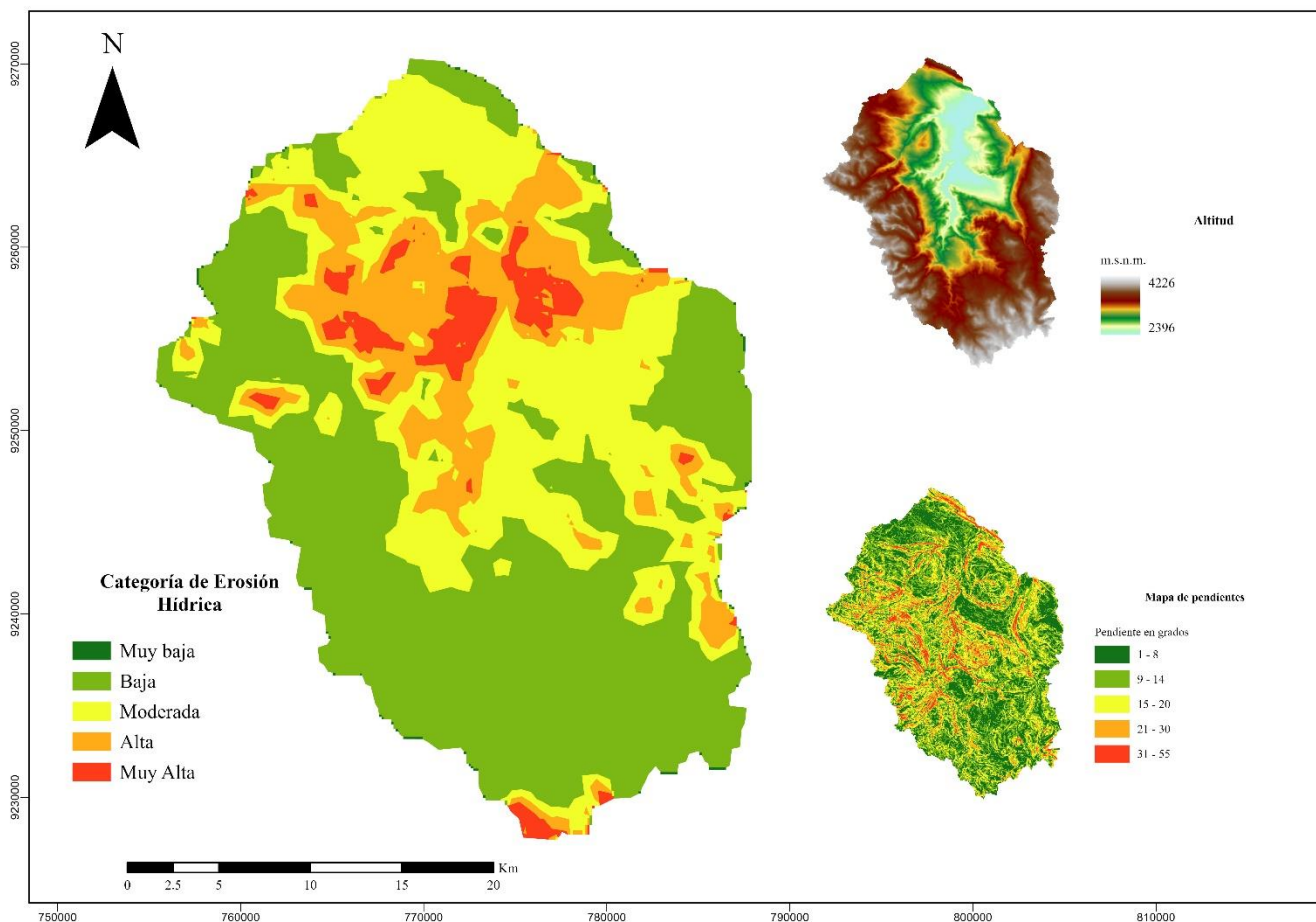 N
9270000
9260000
9250000
9240000
9230000
Categoría de Erosión
Hídrica
Muy baja
Baja
Moderada
Alta
Muy Alta
0 2.5 5 10 15 20 Km
750000 760000 770000 780000 790000 800000 810000
Altitud
m.s.n.m.
4226
2396
Mapa de pendientes
Pendiente en grados
1 - 8
9 - 14
15 - 20
21 - 30
31 - 55